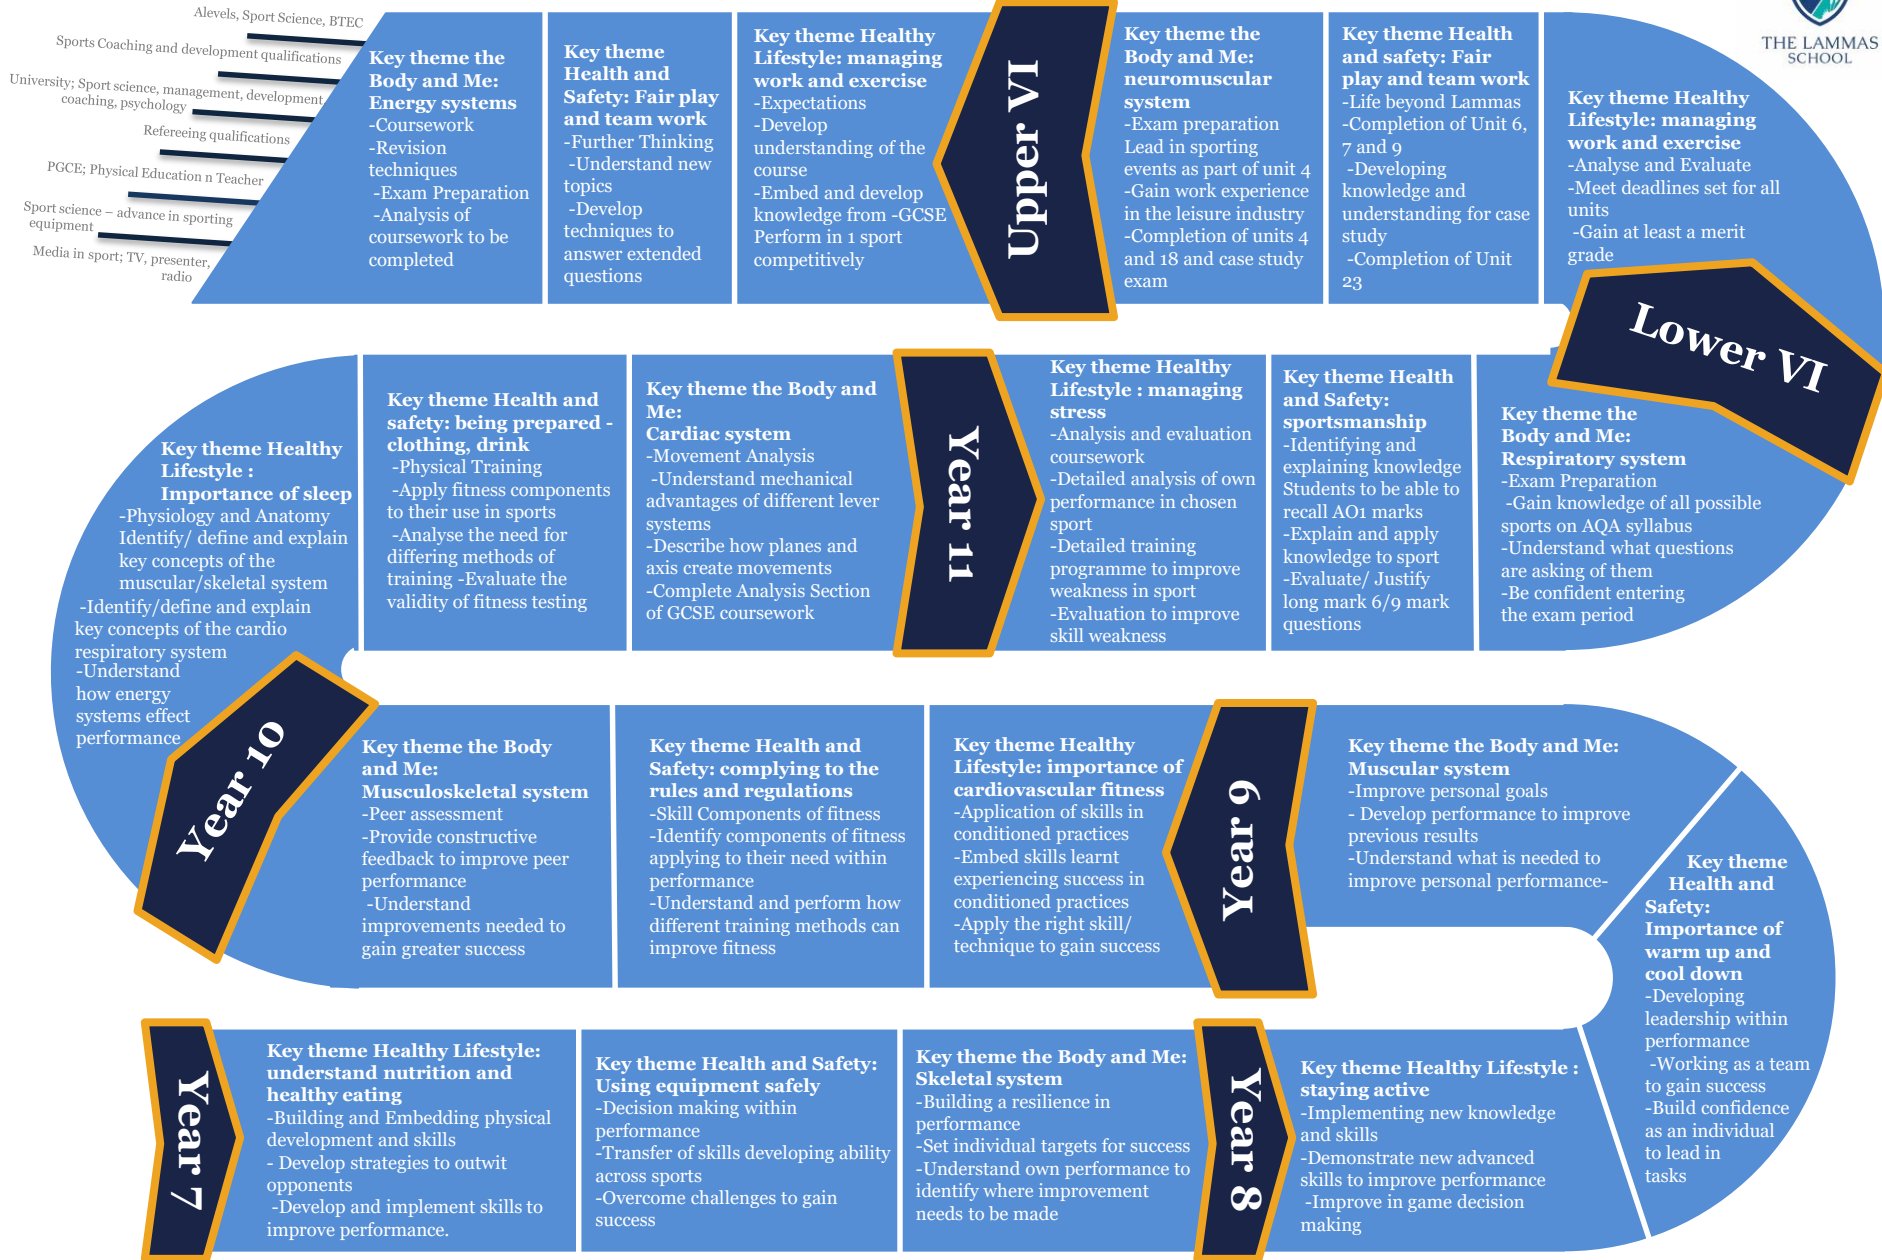 Alevels, Sport Science, BTEC
Sports Coaching and development qualifications
University; Sport science, management, development,
coaching, psychology
Refereeing qualifications
PGCE; Physical Education n Teacher
Sport science – advance in sporting
equipment
Media in sport; TV, presenter,
radio
Key theme the
Body and Me:
Energy systems
-Coursework
-Revision
techniques
-Exam Preparation
-Analysis of
coursework to be
completed
Key theme
Health and
Safety: Fair play
and team work
-Further Thinking
-Understand new
topics
-Develop
techniques to
answer extended
questions
Key theme Healthy
Lifestyle: managing
work and exercise
-Expectations
-Develop
understanding of the
course
-Embed and develop
knowledge from -GCSE
Perform in 1 sport
competitively
Upper VI
Key theme the
Body and Me:
neuromuscular
system
-Exam preparation
Lead in sporting
events as part of unit 4
-Gain work experience
in the leisure industry
-Completion of units 4
and 18 and case study
exam
Key theme Health
and safety: Fair
play and team work
-Life beyond Lammas
-Completion of Unit 6,
7 and 9
-Developing
knowledge and
understanding for case
study
-Completion of Unit
23
Key theme Healthy
Lifestyle: managing
work and exercise
-Analyse and Evaluate
-Meet deadlines set for all
units
-Gain at least a merit
grade
THE LAMMAS
SCHOOL
Lower VI
Key theme Healthy
Lifestyle :
Importance of sleep
-Physiology and Anatomy
Identify/ define and explain
key concepts of the
muscular/skeletal system
-Identify/define and explain
key concepts of the cardio
respiratory system
-Understand
how energy
systems effect
performance
Key theme Health and
safety: being prepared -
clothing, drink
-Physical Training
-Apply fitness components
to their use in sports
-Analyse the need for
differing methods of
training -Evaluate the
validity of fitness testing
Key theme the Body and
Me:
Cardiac system
-Movement Analysis
-Understand mechanical
advantages of different lever
systems
-Describe how planes and
axis create movements
-Complete Analysis Section
of GCSE coursework
Year 11
Key theme Healthy
Lifestyle : managing
stress
-Analysis and evaluation
coursework
-Detailed analysis of own
performance in chosen
sport
-Detailed training
programme to improve
weakness in sport
-Evaluation to improve
skill weakness
Key theme Health
and Safety:
sportsmanship
-Identifying and
explaining knowledge
Students to be able to
recall AO1 marks
-Explain and apply
knowledge to sport
-Evaluate/ Justify
long mark 6/9 mark
questions
Key theme the
Body and Me:
Respiratory system
-Exam Preparation
-Gain knowledge of all possible
sports on AQA syllabus
-Understand what questions
are asking of them
-Be confident entering
the exam period
Year 10
Key theme the Body
and Me:
Musculoskeletal system
-Peer assessment
-Provide constructive
feedback to improve peer
performance
-Understand
improvements needed to
gain greater success
Key theme Health and
Safety: complying to the
rules and regulations
-Skill Components of fitness
-Identify components of fitness
applying to their need within
performance
-Understand and perform how
different training methods can
improve fitness
Key theme Healthy
Lifestyle: importance of
cardiovascular fitness
-Application of skills in
conditioned practices
-Embed skills learnt
experiencing success in
conditioned practices
-Apply the right skill/
technique to gain success
Year 9
Key theme the Body and Me:
Muscular system
-Improve personal goals
- Develop performance to improve
previous results
-Understand what is needed to
improve personal performance-
Key theme
Health and
Safety:
Importance of
warm up and
cool down
-Developing
leadership within
performance
-Working as a team
to gain success
-Build confidence
as an individual
to lead in
tasks
Year 7
Key theme Healthy Lifestyle:
understand nutrition and
healthy eating
-Building and Embedding physical
development and skills
- Develop strategies to outwit
opponents
-Develop and implement skills to
improve performance.
Key theme Health and Safety:
Using equipment safely
-Decision making within
performance
-Transfer of skills developing ability
across sports
-Overcome challenges to gain
success
Key theme the Body and Me:
Skeletal system
-Building a resilience in
performance
-Set individual targets for success
-Understand own performance to
identify where improvement
needs to be made
Year 8
Key theme Healthy Lifestyle :
staying active
-Implementing new knowledge
and skills
-Demonstrate new advanced
skills to improve performance
-Improve in game decision
making